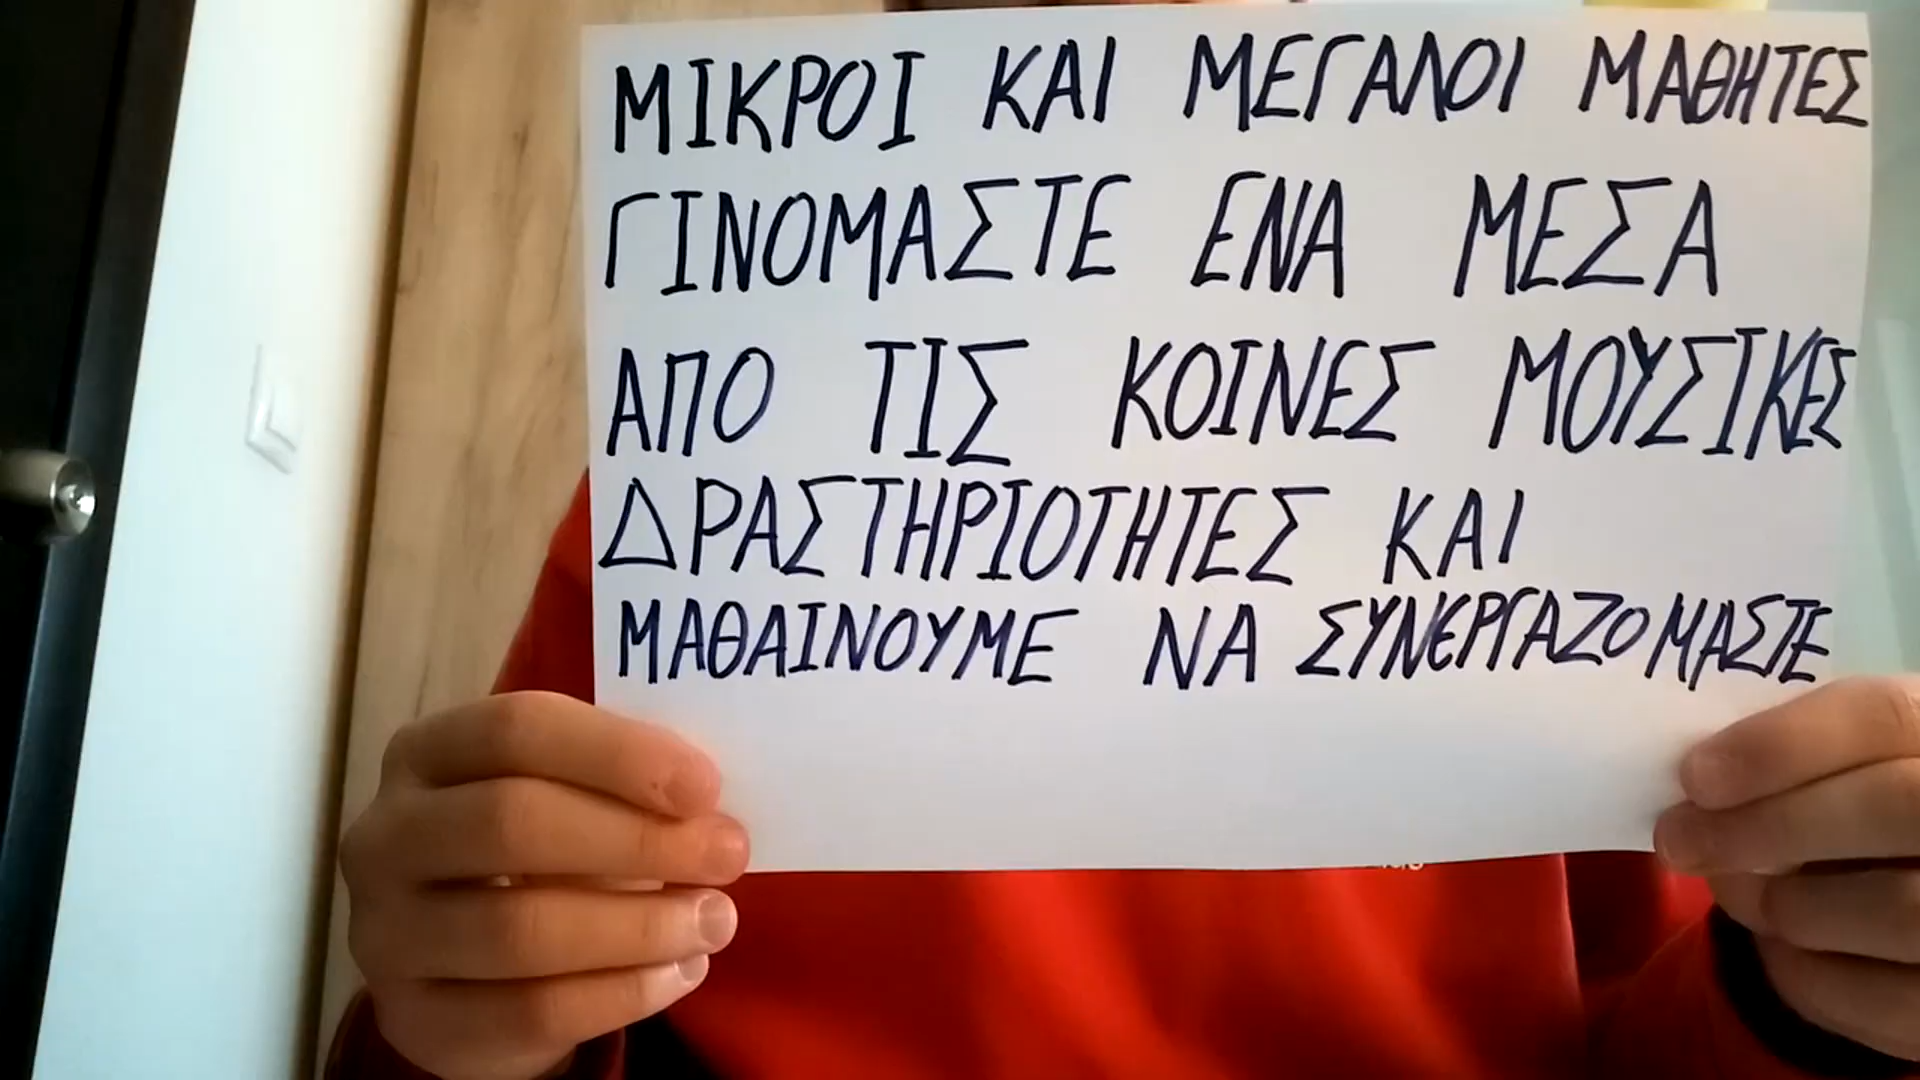 ΜΙΚΡΟΙ ΚΑΙ ΜΕΓΑΛΟΙ ΜΑΘΗΤΕΣ
ΓΙΝΟΜΑΣΤΕ ΕΝΑ ΜΕΣΑ
ΑΠΟ ΤΙΣ ΚΟΙΝΕΣ ΜΟΥΣΙΚΕΣ
ΔΡΑΣΤΗΡΙΟΤΗΤΕΣ ΚΑΙ
ΜΑΘΑΙΝΟΥΜΕ ΝΑ ΣΥΝΕΡΓΑΖΟΜΑΣΤΕ